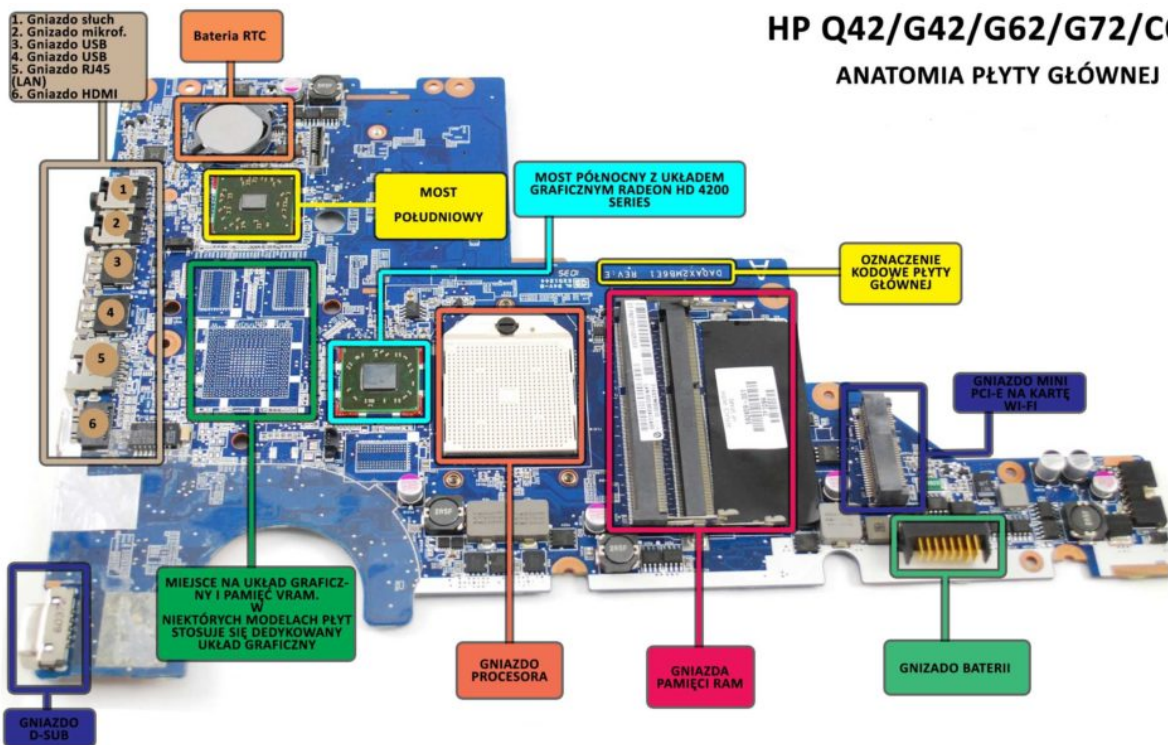 HP Q42/G42/G62/G72/CQ
ANATOMIA PŁYTY GŁÓWNEJ
1. Gniazdo słuch
2. Gnizado mikrof.
3. Gniazdo USB
4. Gniazdo USB
5. Gniazdo RJ45
(LAN)
6. Gniazdo HDMI
Bateria RTC
MOST
POŁUDNIOWY
MOST PÓŁNOCNY Z UKŁADEM
GRAFICZNYM RADEON HD 4200
SERIES
OZNACZENIE
KODOWE PŁYTY
GŁÓWNEJ
DAQAX2MB6E1 REV:E
A
1
2
3
4
5
6
GNIAZDO MINI
PCI-E NA KARTĘ
WI-FI
MIEJSCE NA UKŁAD GRAFICZ-
NY I PAMIĘĆ VRAM.
W
NIEKTÓRYCH MODELACH PŁYT
STOSUJE SIĘ DEDYKOWANY
UKŁAD GRAFICZNY
GNIAZDO
PROCESORA
GNIAZDA
PAMIĘCI RAM
GNIZADO BATERII
GNIAZDO
D-SUB